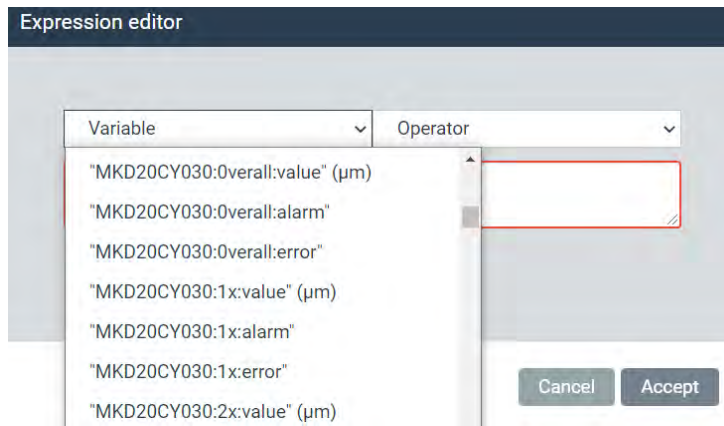 Expression editor
Variable Operator
"MKD20CY030:0verall:value" (μm)
"MKD20CY030:0verall:alarm"
"MKD20CY030:0verall:error"
"MKD20CY030:1x:value" (μm)
"MKD20CY030:1x:alarm"
"MKD20CY030:1x:error"
"MKD20CY030:2x:value" (μm)
Cancel Accept